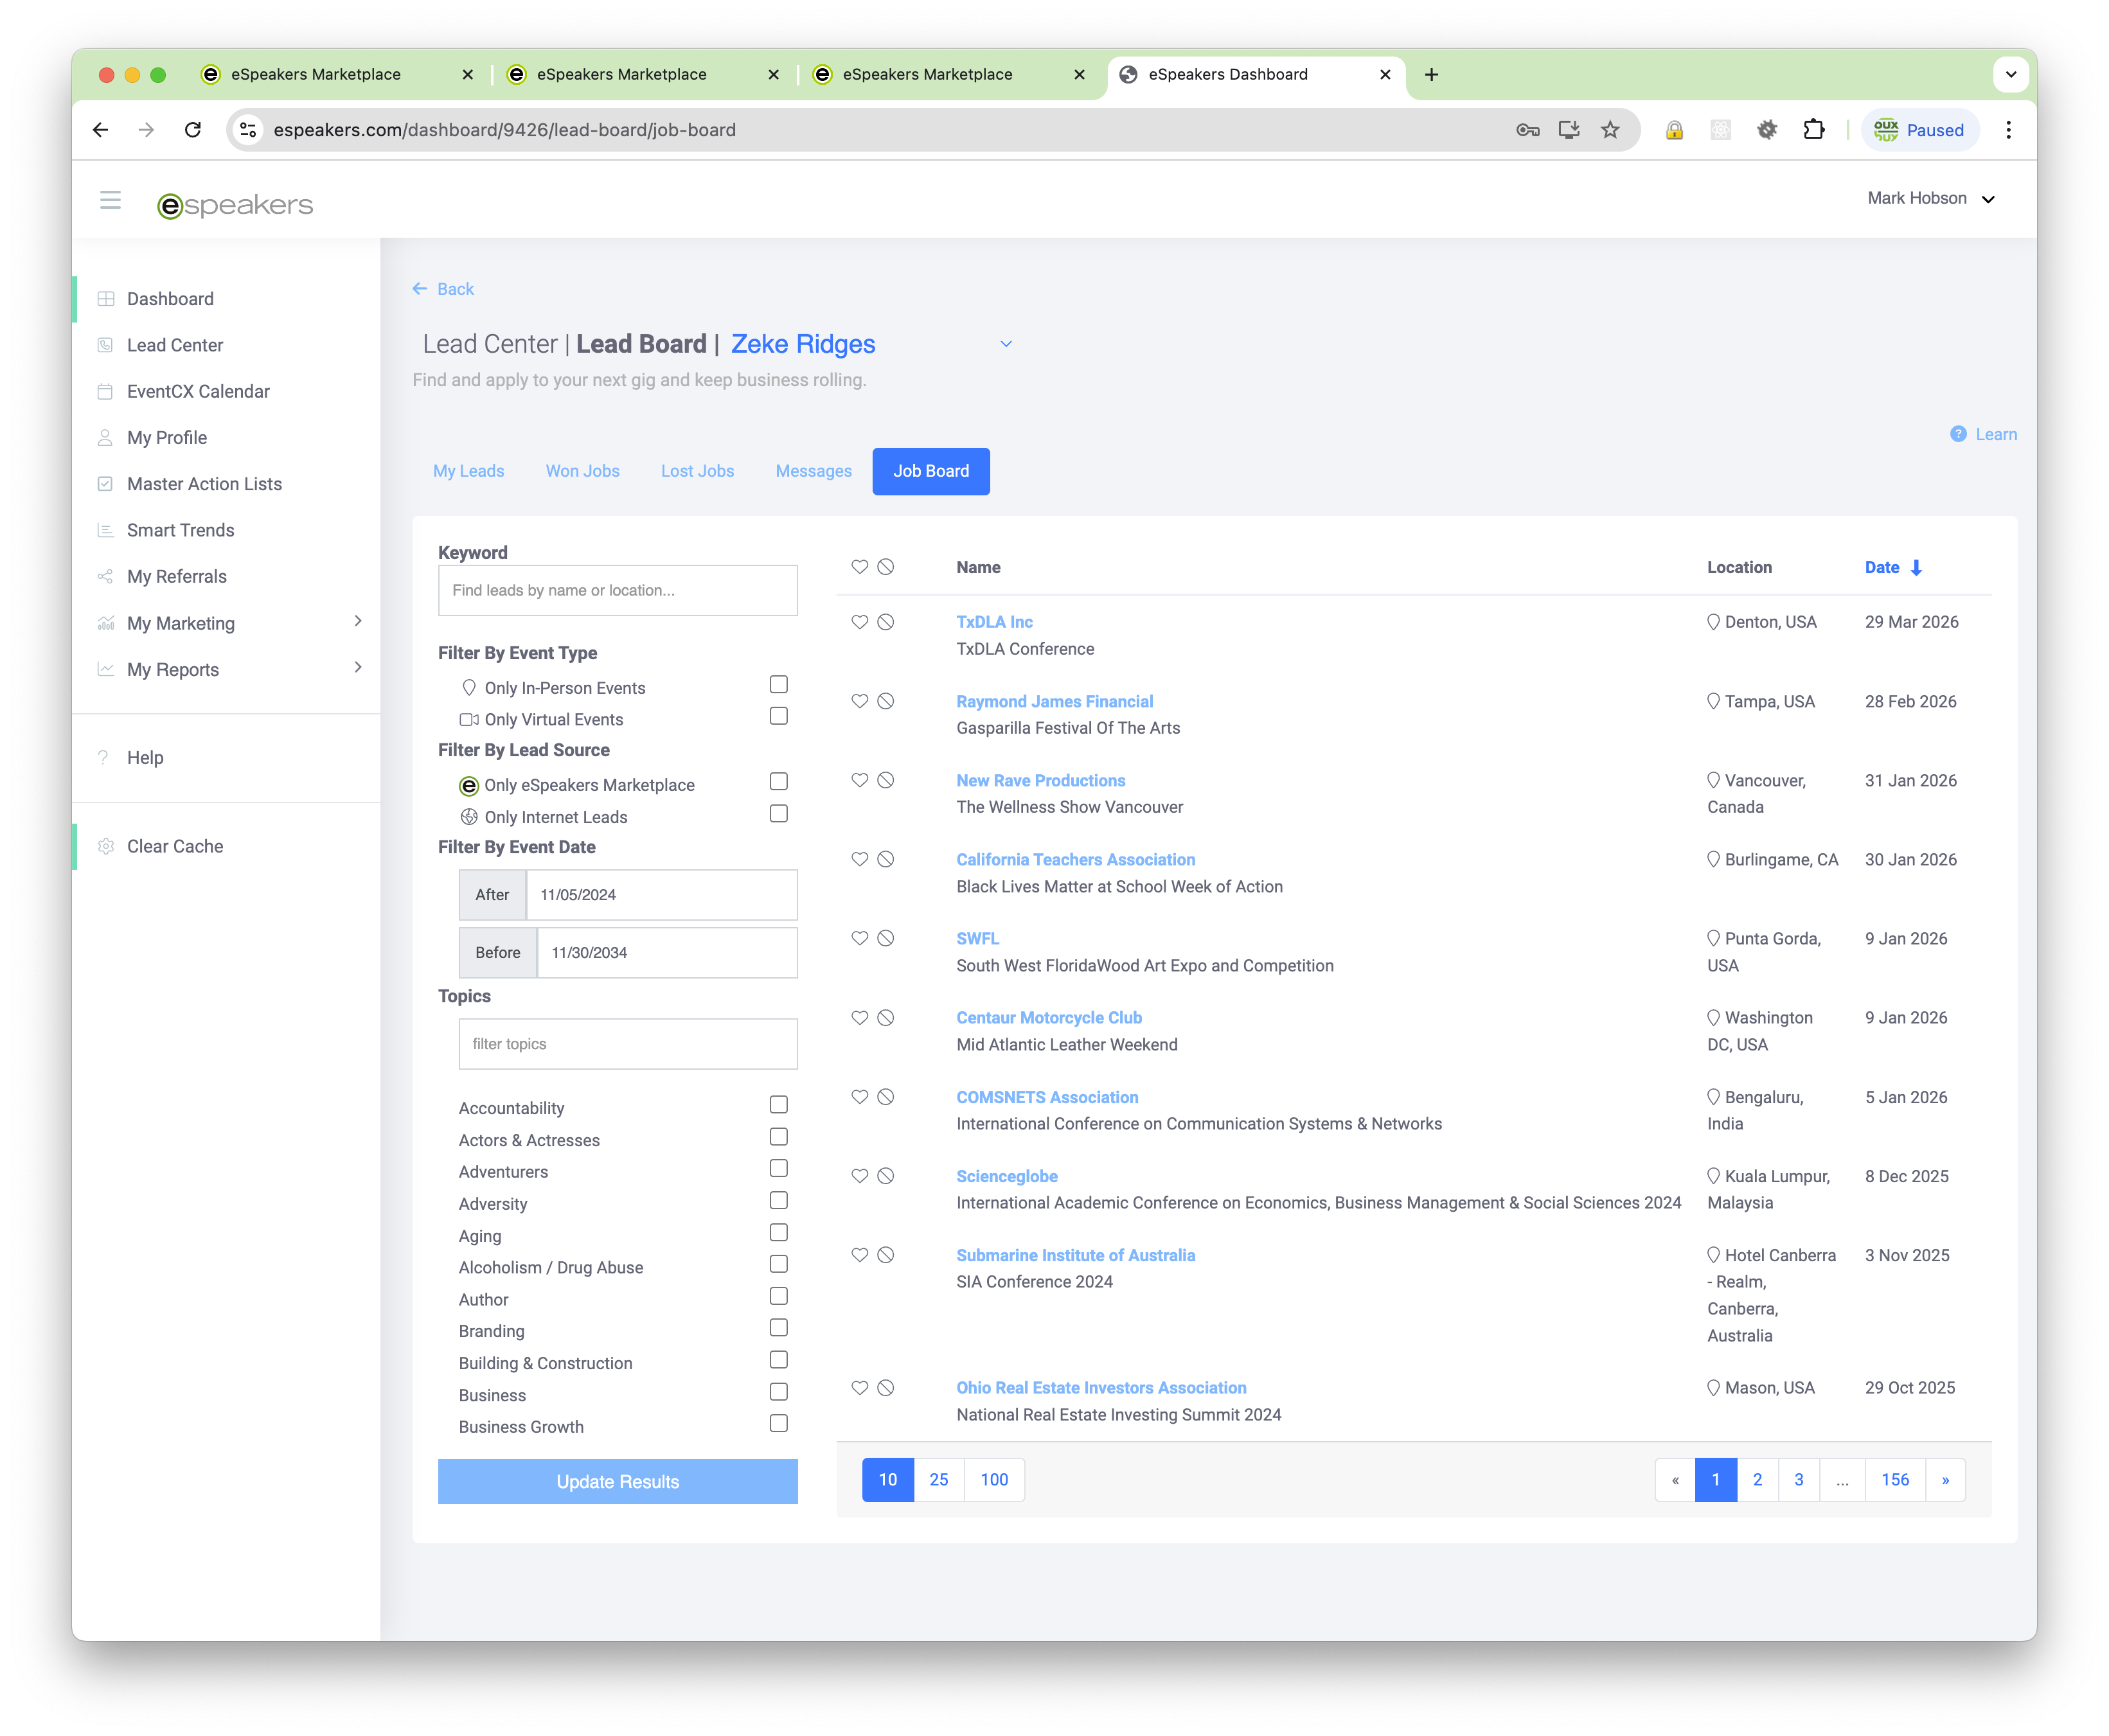 eSpeakers Marketplace
eSpeakers Marketplace
eSpeakers Marketplace
eSpeakers Dashboard
espeakers.com/dashboard/9426/lead-board/job-board
Paused
espeakers
Mark Hobson
Dashboard
Lead Center
EventCX Calendar
My Profile
Master Action Lists
Smart Trends
My Referrals
My Marketing
My Reports
Help
Clear Cache
Back
Lead Center | Lead Board | Zeke Ridges
Find and apply to your next gig and keep business rolling.
Learn
My Leads
Won Jobs
Lost Jobs
Messages
Job Board
Keyword
Find leads by name or location...
Filter By Event Type
Only In-Person Events
Only Virtual Events
Filter By Lead Source
Only eSpeakers Marketplace
Only Internet Leads
Filter By Event Date
After 11/05/2024
Before 11/30/2034
Topics
filter topics
Accountability
Actors & Actresses
Adventurers
Adversity
Aging
Alcoholism / Drug Abuse
Author
Branding
Building & Construction
Business
Business Growth
Update Results
Name Location Date
TxDLA Inc Denton, USA 29 Mar 2026
TxDLA Conference
Raymond James Financial Tampa, USA 28 Feb 2026
Gasparilla Festival Of The Arts
New Rave Productions Vancouver, 31 Jan 2026
The Wellness Show Vancouver Canada
California Teachers Association Burlingame, CA 30 Jan 2026
Black Lives Matter at School Week of Action
SWFL Punta Gorda, 9 Jan 2026
South West FloridaWood Art Expo and Competition USA
Centaur Motorcycle Club Washington 9 Jan 2026
Mid Atlantic Leather Weekend DC, USA
COMSNETS Association Bengaluru, 5 Jan 2026
International Conference on Communication Systems & Networks India
Scienceglobe Kuala Lumpur, 8 Dec 2025
International Academic Conference on Economics, Business Management & Social Sciences 2024 Malaysia
Submarine Institute of Australia Hotel Canberra 3 Nov 2025
SIA Conference 2024 - Realm,
Canberra,
Australia
Ohio Real Estate Investors Association Mason, USA 29 Oct 2025
National Real Estate Investing Summit 2024
10 25 100
« 1 2 3 ... 156 »